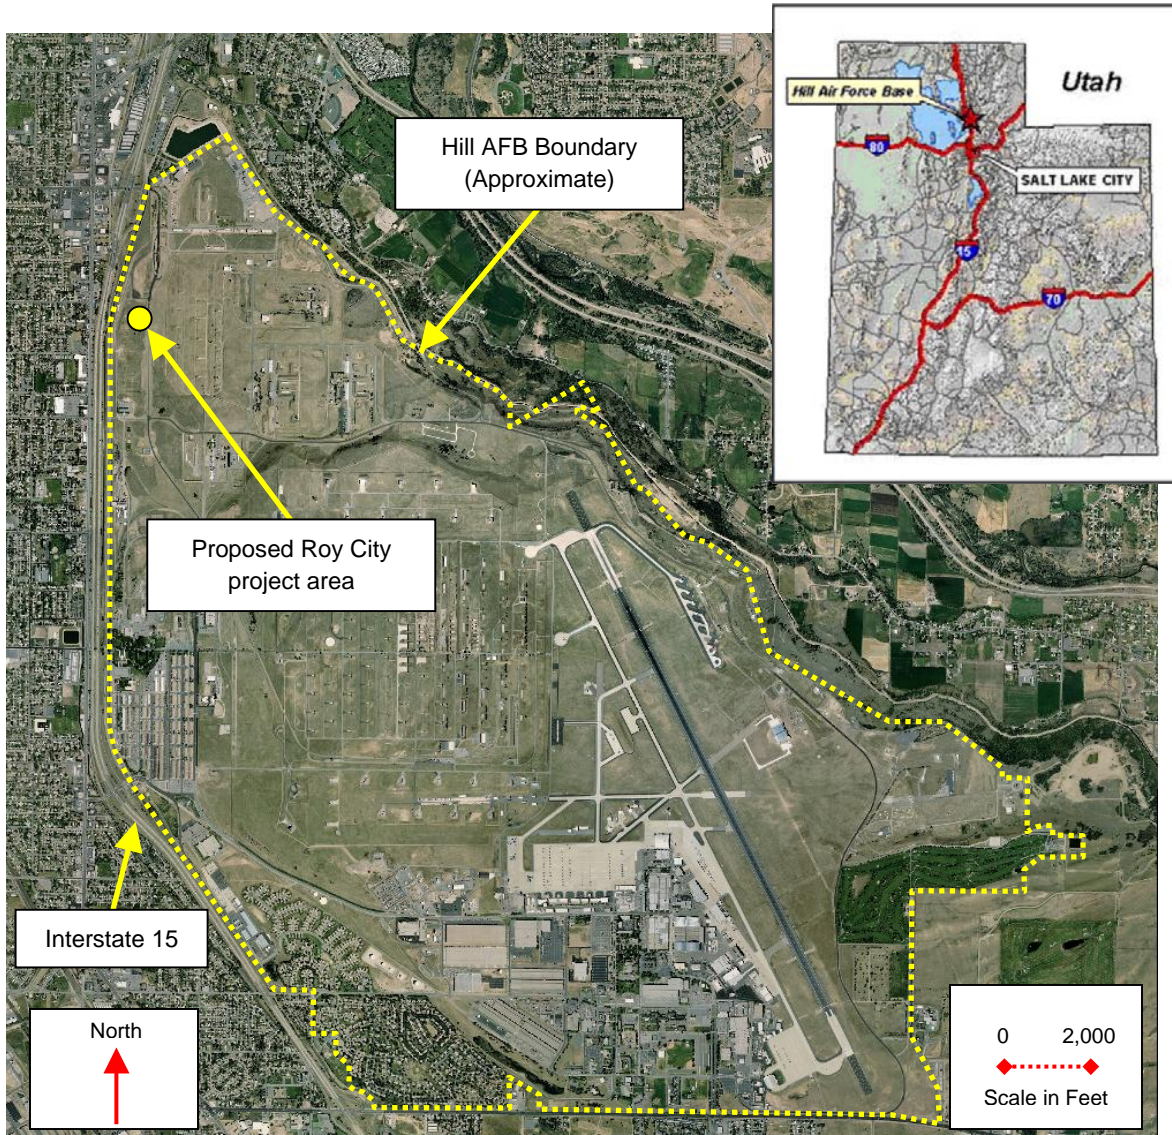 Utah
Hill Air Force Base
80
SALT LAKE CITY
15
70
Hill AFB Boundary
(Approximate)
Proposed Roy City
project area
Interstate 15
North
0 2,000
Scale in Feet